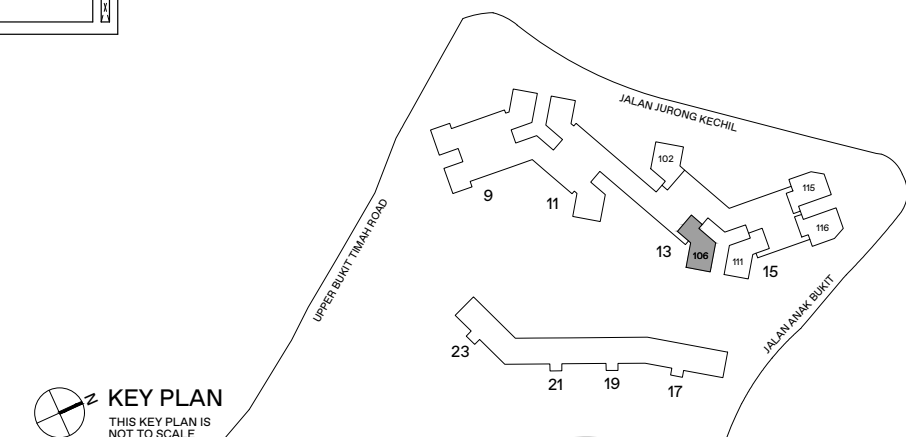 JALAN JURONG KECHIL
102
115
9
11
116
13
106
111
15
UPPER BUKIT TIMAH ROAD
JALAN ANAK BUKIT
23
21
19
17
N
KEY PLAN
THIS KEY PLAN IS
NOT TO SCALE